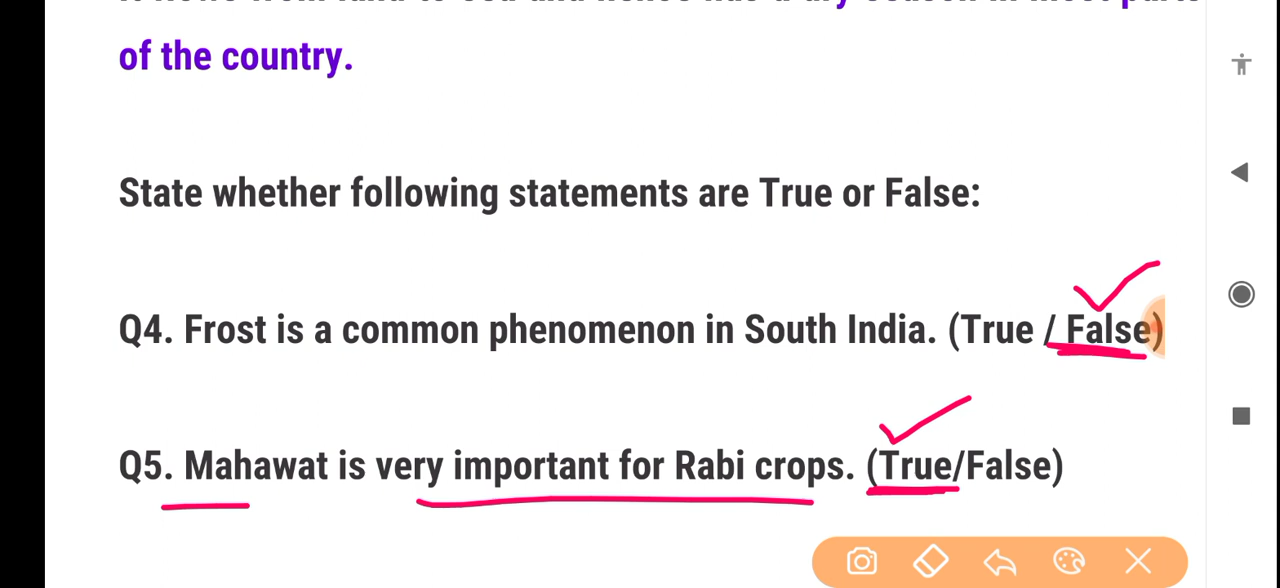 of the country.
State whether following statements are True or False:
Q4. Frost is a common phenomenon in South India. (True / False)
Q5. Mahawat is very important for Rabi crops. (True/False)